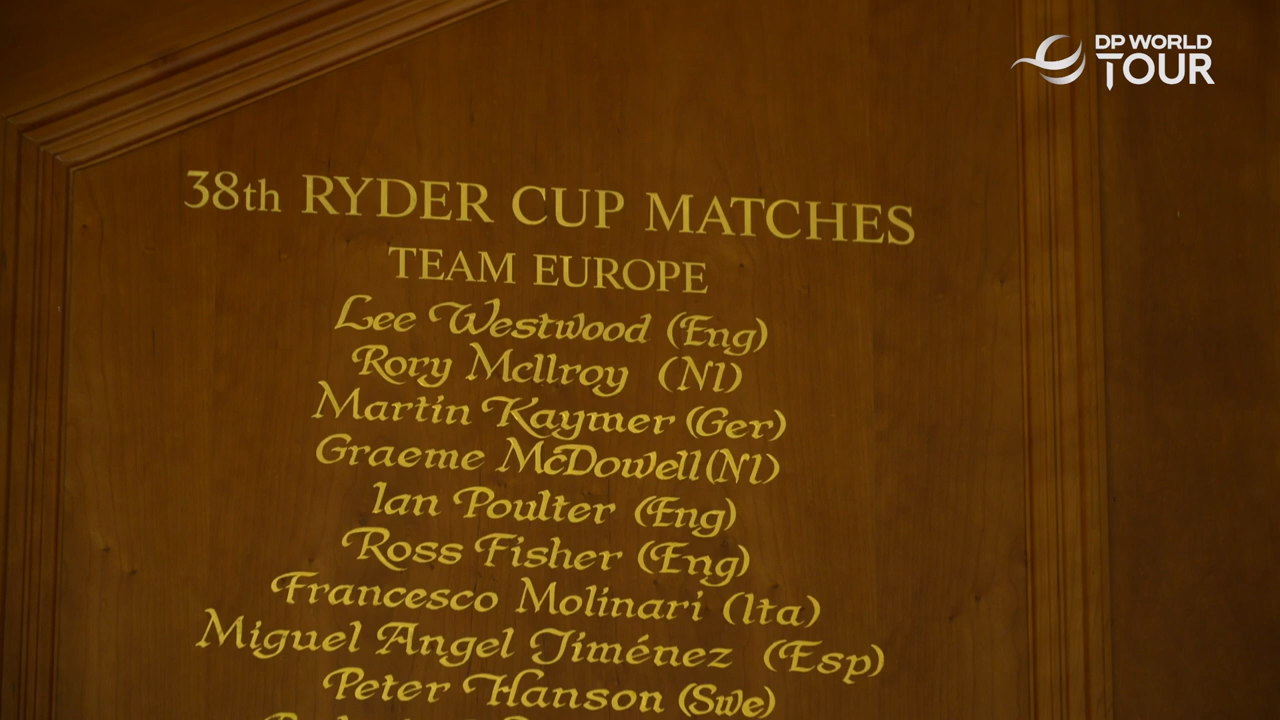 DP WORLD
TOUR
38th RYDER CUP MATCHES
TEAM EUROPE
Lee Westwood (Eng)
Rory McIlroy (NI)
Martin Kaymer (Ger)
Graeme McDowell (NI)
Ian Poulter (Eng)
Ross Fisher (Eng)
Francesco Molinari (Ita)
Miguel Angel Jiménez (Esp)
Peter Hanson (Swe)